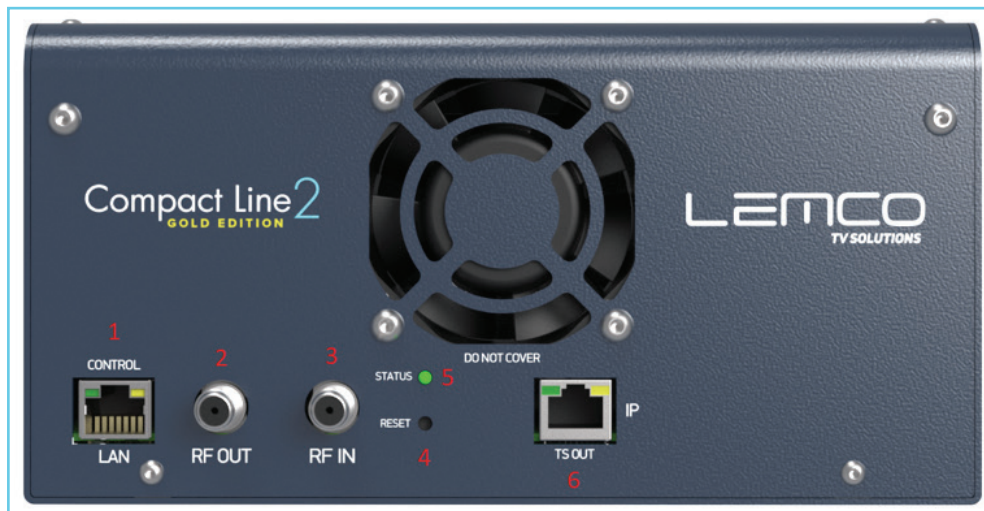 Compact Line 2
GOLD EDITION
LEMCO
TV SOLUTIONS
DO NOT COVER
1
2
3
CONTROL
STATUS
5
RESET
IP
LAN
RF OUT
RF IN
4
TS OUT
6